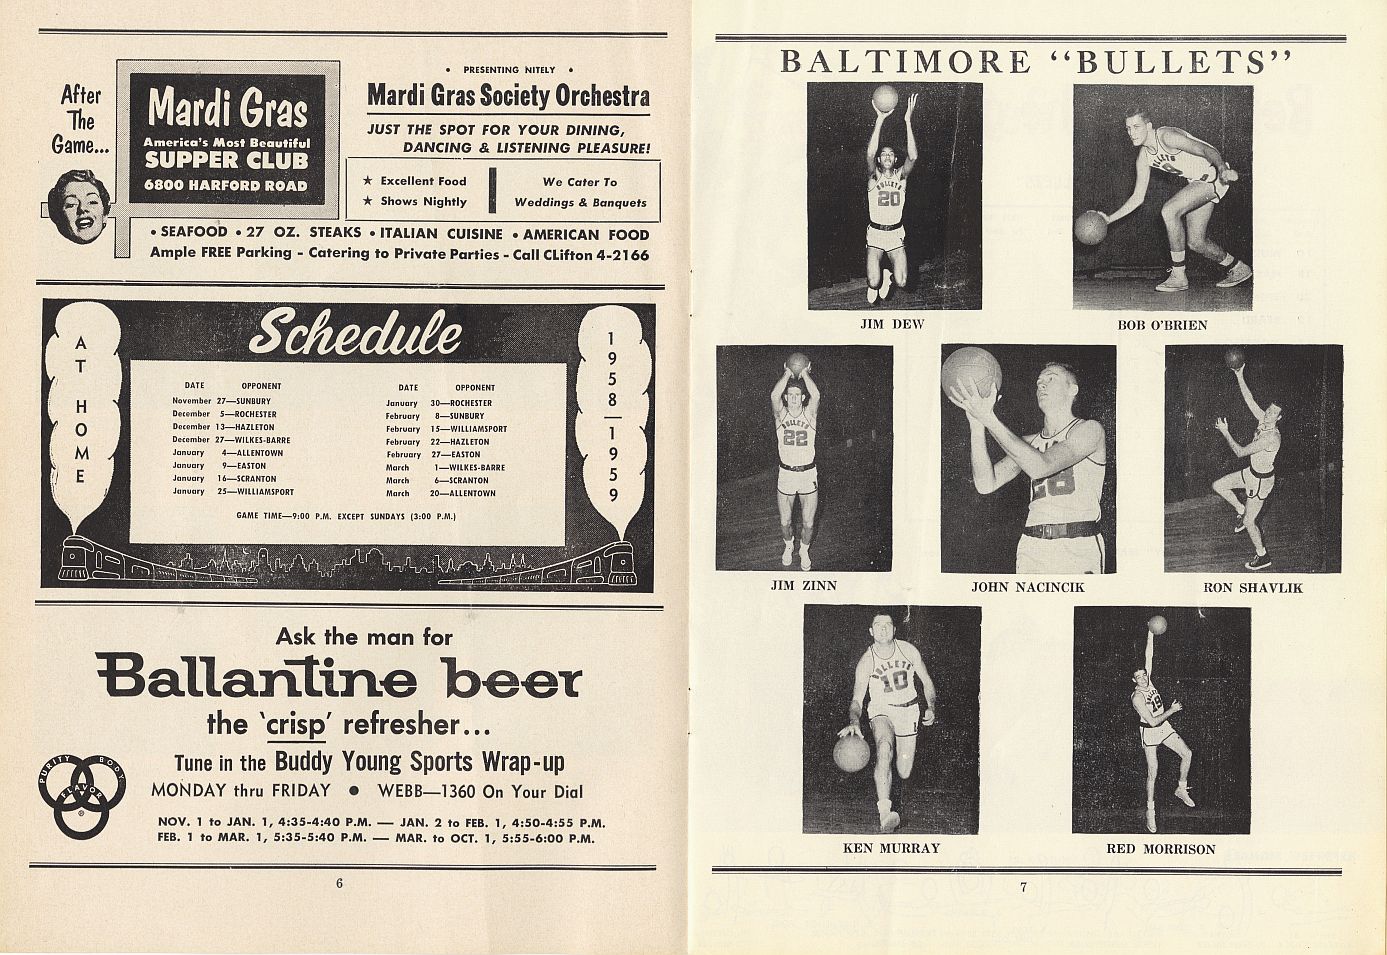 After
The
Game...
Mardi Gras
America's Most Beautiful
SUPPER CLUB
6800 HARFORD ROAD
• PRESENTING NITELY •
Mardi Gras Society Orchestra
JUST THE SPOT FOR YOUR DINING,
DANCING & LISTENING PLEASURE!
★ Excellent Food
★ Shows Nightly
We Cater To
Weddings & Banquets
• SEAFOOD • 27 OZ. STEAKS • ITALIAN CUISINE • AMERICAN FOOD
Ample FREE Parking - Catering to Private Parties - Call CLifton 4-2166
Schedule
AT HOME
DATE OPPONENT
November 27—SUNBURY
December 5—ROCHESTER
December 13—HAZLETON
December 27—WILKES-BARRE
January 4—ALLENTOWN
January 9—EASTON
January 16—SCRANTON
January 25—WILLIAMSPORT
DATE OPPONENT
January 30—ROCHESTER
February 8—SUNBURY
February 15—WILLIAMSPORT
February 22—HAZLETON
February 27—EASTON
March 1—WILKES-BARRE
March 6—SCRANTON
March 20—ALLENTOWN
GAME TIME—9:00 P.M. EXCEPT SUNDAYS (3:00 P.M.)
1958—1959
Ask the man for
Ballantine beer
the 'crisp' refresher...
Tune in the Buddy Young Sports Wrap-up
MONDAY thru FRIDAY • WEBB—1360 On Your Dial
NOV. 1 to JAN. 1, 4:35-4:40 P.M. — JAN. 2 to FEB. 1, 4:50-4:55 P.M.
FEB. 1 to MAR. 1, 5:35-5:40 P.M. — MAR. to OCT. 1, 5:55-6:00 P.M.
PURITY BODY
FLAVOR
6
BALTIMORE "BULLETS"
BULLETS
20
JIM DEW
BOB O'BRIEN
BULLETS
22
JIM ZINN
28
JOHN NACINCIK
RON SHAVLIK
BULLETS
10
KEN MURRAY
RED MORRISON
7